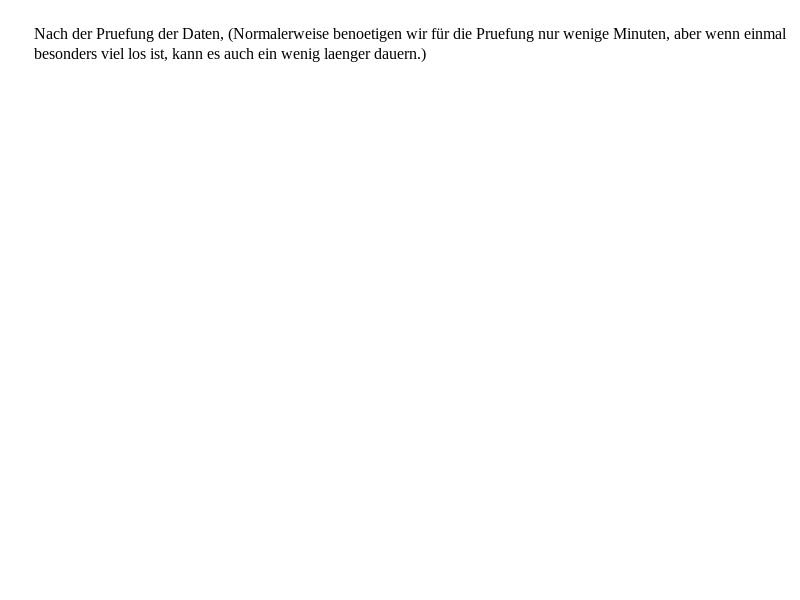 Nach der Pruefung der Daten, (Normalerweise benoetigen wir für die Pruefung nur wenige Minuten, aber wenn einmal
besonders viel los ist, kann es auch ein wenig laenger dauern.)